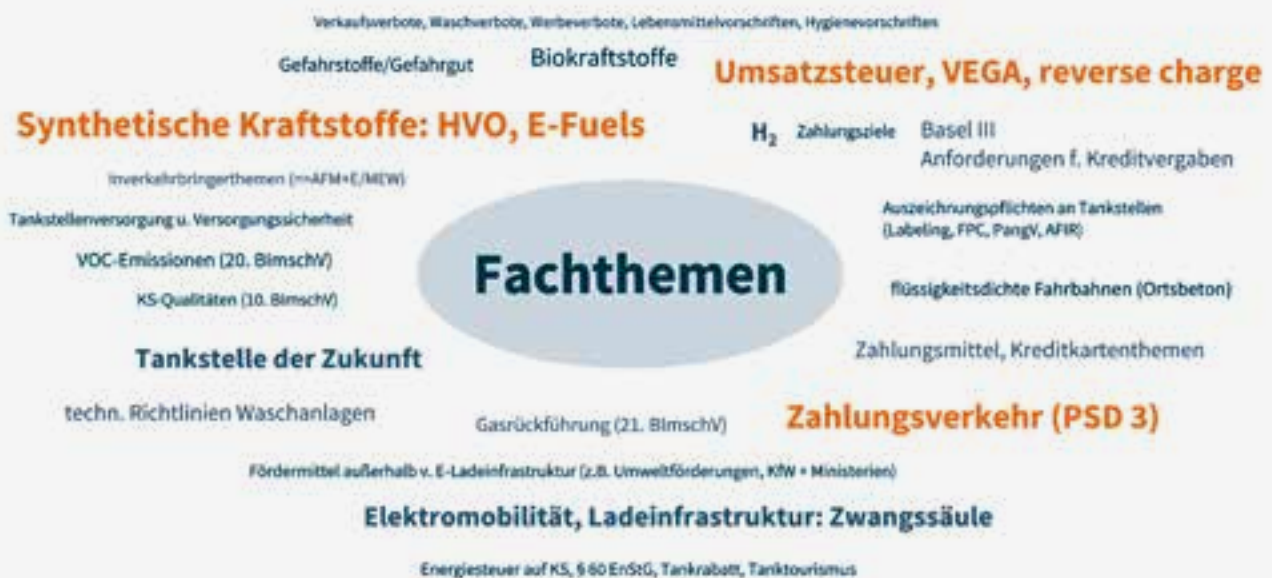 Verkaufsverbote, Waschverbote, Werbeverbote, Lebensmittelvorschriften, Hygienevorschriften
Gefahrstoffe/Gefahrgut
Biokraftstoffe
Umsatzsteuer, VEGA, reverse charge
Synthetische Kraftstoffe: HVO, E-Fuels
H₂
Zahlungsziele
Basel III
Anforderungen f. Kreditvergaben
Inverkehrbringerthemen
Tankstellenversorgung u. Versorgungssicherheit
Auszeichnungspflichten an Tankstellen
(Labeling, FPC, PangV, AFIR)
VOC-Emissionen (20. BImschV)
Fachthemen
flüssigkeitsdichte Fahrbahnen (Ortsbeton)
KS-Qualitäten (10. BImschV)
Tankstelle der Zukunft
Zahlungsmittel, Kreditkartenthemen
techn. Richtlinien Waschanlagen
Gasrückführung (21. BImschV)
Zahlungsverkehr (PSD 3)
Fördermittel außerhalb v. E-Ladeinfrastruktur (z.B. Umweltförderungen, KfW + Ministerien)
Elektromobilität, Ladeinfrastruktur: Zwangssäule
Energiesteuer auf KS, § 60 EnStG, Tankrabatt, Tanktourismus